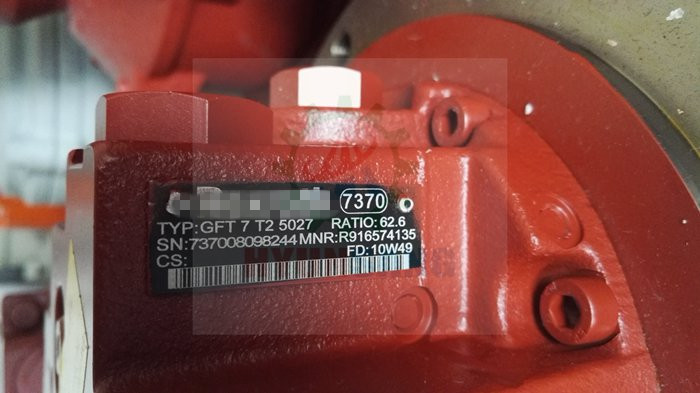 7370
TYP:GFT 7 T2 5027 RATIO: 62.6
SN:737008098244 MNR:R916574135
CS: FD:10W49